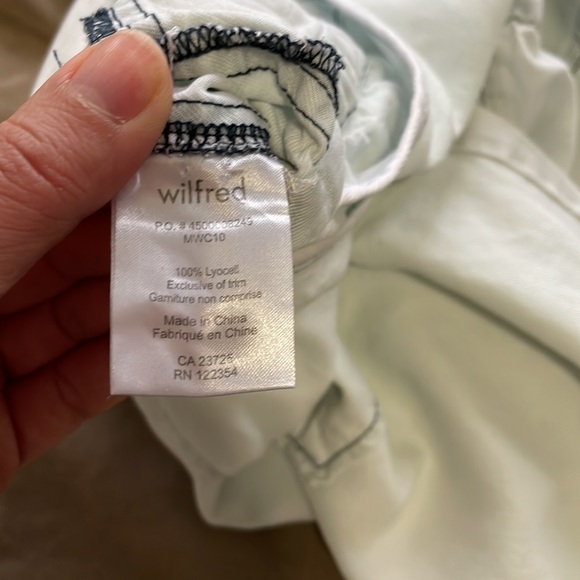 wilfred
P.O. # 4500008249
MWC10
100% Lyocell
Exclusive of trim
Garniture non comprise
Made in China
Fabriqué en Chine
CA 23725
RN 122354